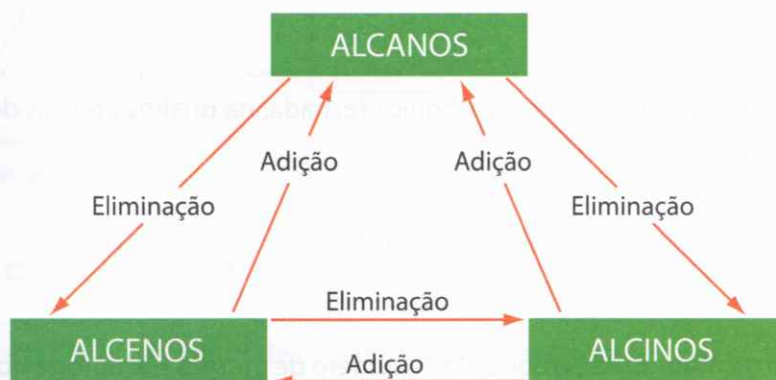 ALCANOS
Adição Adição
Eliminação Eliminação
Eliminação
ALCENOS ALCINOS
Adição